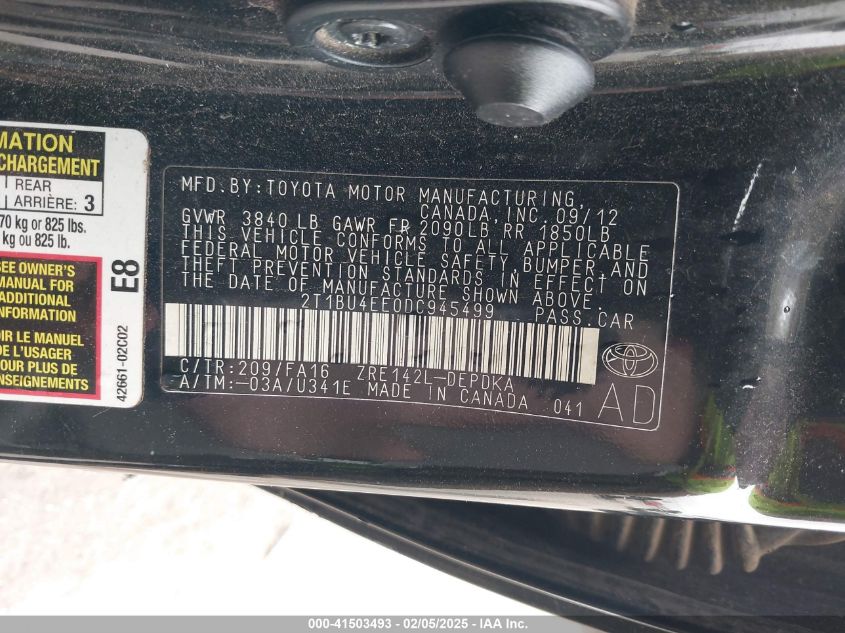 MATION
CHARGEMENT
REAR
ARRIÈRE: 3
70 kg or 825 lbs.
kg ou 825 lb.
SEE OWNER'S
MANUAL FOR
ADDITIONAL
INFORMATION
VOIR LE MANUEL
DE L'USAGER
POUR PLUS DE
RENSEIGNEMENTS
E8
42661-02C02
MFD. BY: TOYOTA MOTOR MANUFACTURING,
CANADA, INC. 09/12
GVWR 3840 LB GAWR FR 2090LB RR 1850LB
THIS VEHICLE CONFORMS TO ALL APPLICABLE
FEDERAL MOTOR VEHICLE SAFETY, BUMPER, AND
THEFT PREVENTION STANDARDS IN EFFECT ON
THE DATE OF MANUFACTURE SHOWN ABOVE.
2T1BU4EE0DC945499 PASS. CAR
C/TR: 209/FA16 ZRE142L-DEPDKA
A/TM: -03A/U341E MADE IN CANADA 041 AD
000-41503493 - 02/05/2025 - IAA Inc.